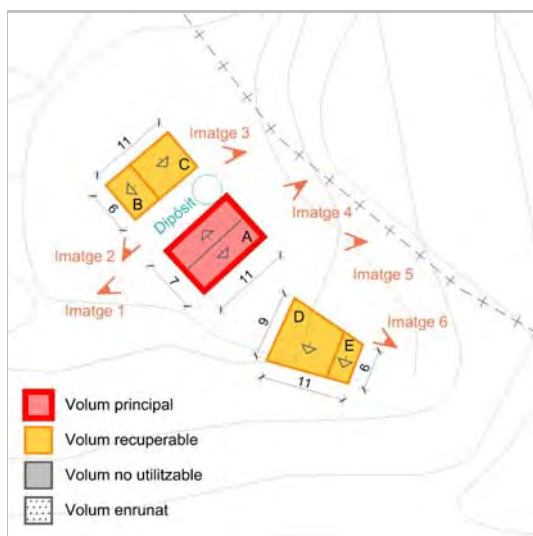 11
Imatge 3
C
B
6
Dipósit
Imatge 4
A
Imatge 2
Imatge 5
7
11
Imatge 1
D
9
Imatge 6
E
6
11
Volum principal
Volum recuperable
Volum no utilitzable
Volum enrunat